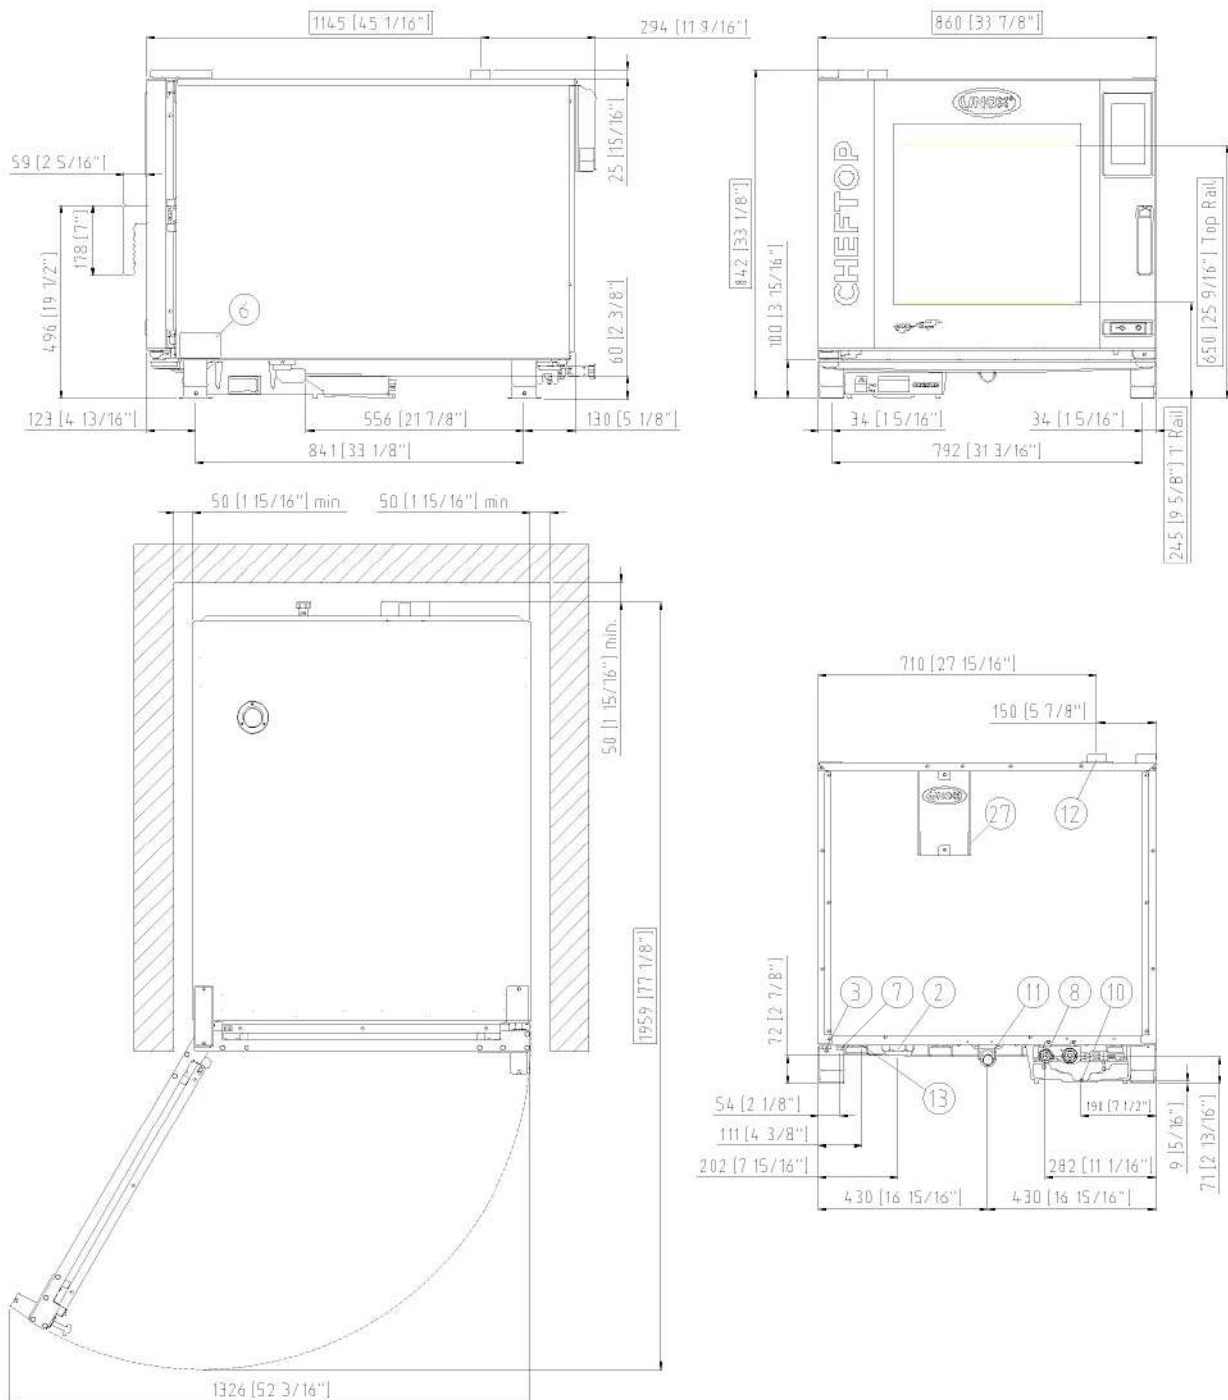 1145 [45 1/16"]
294 [11 9/16"]
25 [15/16"]
59 [2 5/16"]
178 [7"]
496 [19 1/2"]
6
60 [2 3/8"]
123 [4 13/16"]
556 [21 7/8"]
130 [5 1/8"]
841 [33 1/8"]
860 [33 7/8"]
UNOX
CHEFTOP
842 [33 1/8"]
100 [3 15/16"]
650 [25 9/16"] Top Rail
34 [1 5/16"]
34 [1 5/16"]
792 [31 3/16"]
245 [9 5/8"] 1' Rail
50 [1 15/16"] min
50 [1 15/16"] min
50 [1 15/16"] min.
1959 [77 1/8"]
1326 [52 3/16"]
710 [27 15/16"]
150 [5 7/8"]
UNOX
27
12
72 [2 7/8"]
3
7
2
11
8
10
13
54 [2 1/8"]
111 [4 3/8"]
202 [7 15/16"]
430 [16 15/16"]
191 [7 1/2"]
282 [11 1/16"]
430 [16 15/16"]
9 [5/16"]
71 [2 13/16"]